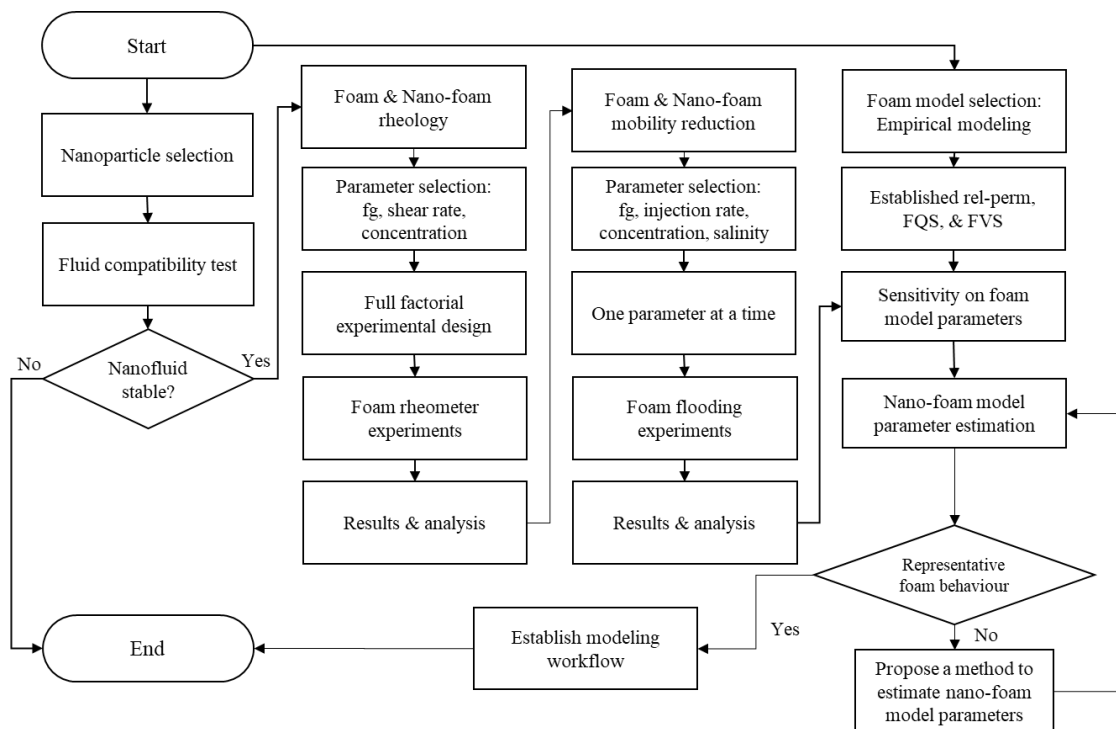 Start
Nanoparticle selection
Fluid compatibility test
Nanofluid
stable?
No
Yes
End
Foam & Nano-foam
rheology
Parameter selection:
fg, shear rate,
concentration
Full factorial
experimental design
Foam rheometer
experiments
Results & analysis
Foam & Nano-foam
mobility reduction
Parameter selection:
fg, injection rate,
concentration, salinity
One parameter at a time
Foam flooding
experiments
Results & analysis
Foam model selection:
Empirical modeling
Established rel-perm,
FQS, & FVS
Sensitivity on foam
model parameters
Nano-foam model
parameter estimation
Representative
foam behaviour
Yes
No
Establish modeling
workflow
Propose a method to
estimate nano-foam
model parameters